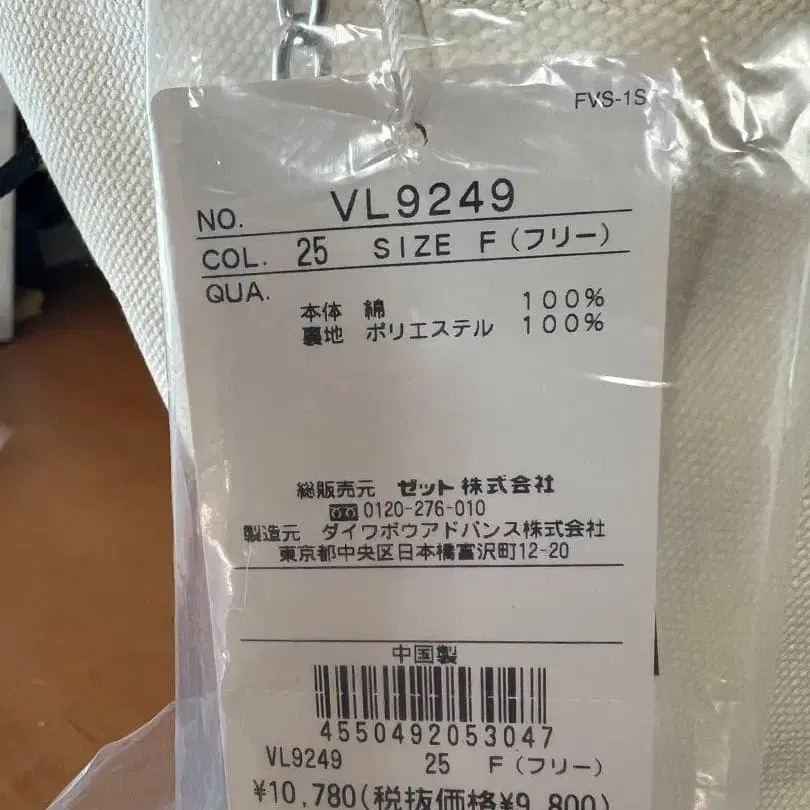 FVS-1S
NO. VL9249
COL. 25 SIZE F(フリー)
QUA.
本体 綿 100%
裏地 ポリエステル 100%
総販売元 ゼット株式会社
0120-276-010
製造元 ダイワボウアドバンス株式会社
東京都中央区日本橋富沢町12-20
中国製
4550492053047
VL9249 25 F(フリー)
¥10,780(税抜価格¥9,800)